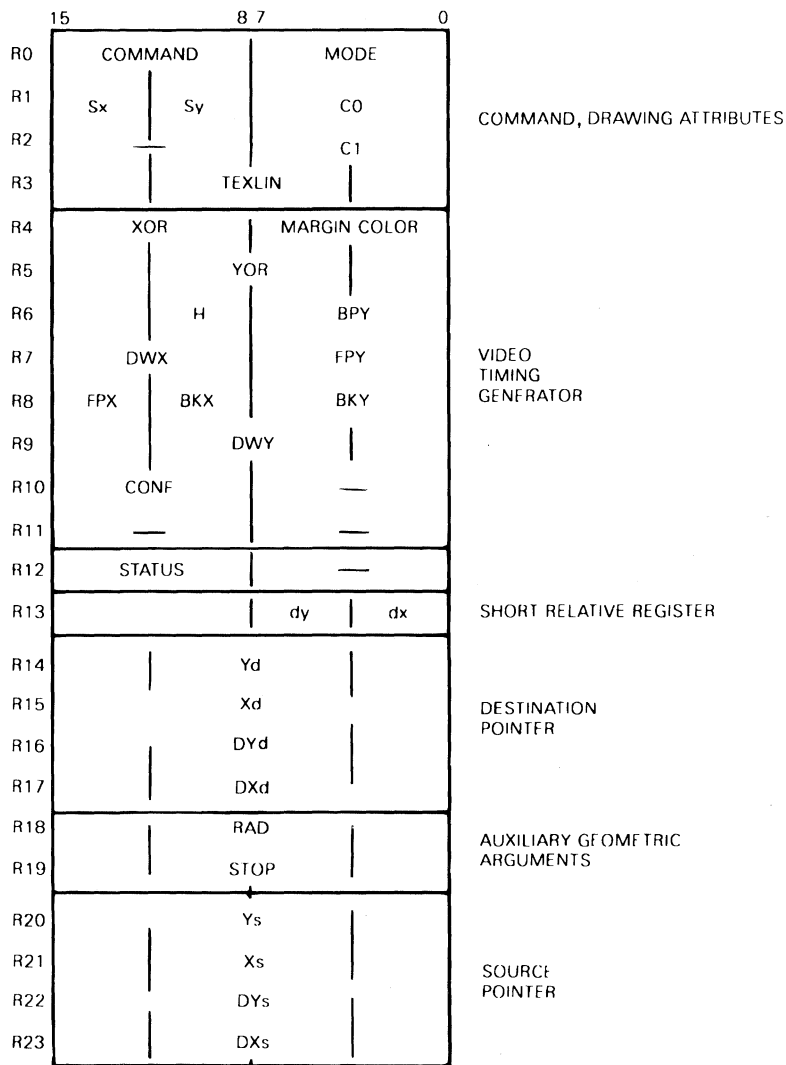 15 8 7 0
R0 COMMAND MODE
R1 Sx Sy C0
COMMAND, DRAWING ATTRIBUTES
R2 C1
R3 TEXLIN
R4 XOR MARGIN COLOR
R5 YOR
R6 H BPY
R7 DWX FPY
VIDEO
TIMING
GENERATOR
R8 FPX BKX BKY
R9 DWY
R10 CONF —
R11 — —
R12 STATUS —
R13 dy dx SHORT RELATIVE REGISTER
R14 Yd
R15 Xd
DESTINATION
POINTER
R16 DYd
R17 DXd
R18 RAD
AUXILIARY GEOMETRIC
ARGUMENTS
R19 STOP
R20 Ys
R21 Xs
SOURCE
POINTER
R22 DYs
R23 DXs